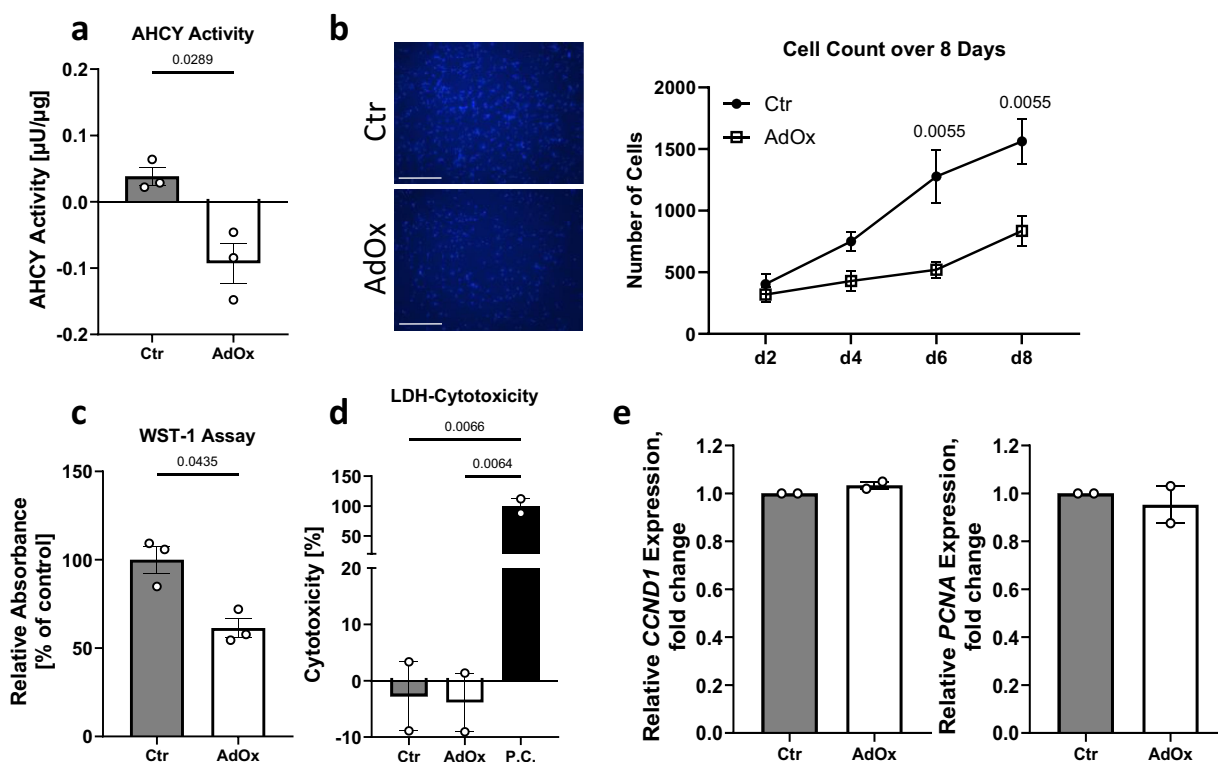 a
AHCY Activity
0.0289
AHCY Activity [µU/µg]
0.2
0.1
0.0
-0.1
-0.2
Ctr
AdOx
b
Ctr
AdOx
Cell Count over 8 Days
Number of Cells
2000
1500
1000
500
0
Ctr
AdOx
0.0055
0.0055
d2
d4
d6
d8
c
WST-1 Assay
0.0435
Relative Absorbance
[% of control]
150
100
50
0
Ctr
AdOx
d
LDH-Cytotoxicity
0.0066
0.0064
Cytotoxicity [%]
150
100
50
20
10
0
-10
Ctr
AdOx
P.C.
e
Relative CCND1 Expression,
fold change
1.2
1.0
0.8
0.6
0.4
0.2
0.0
Ctr
AdOx
Relative PCNA Expression,
fold change
1.2
1.0
0.8
0.6
0.4
0.2
0.0
Ctr
AdOx